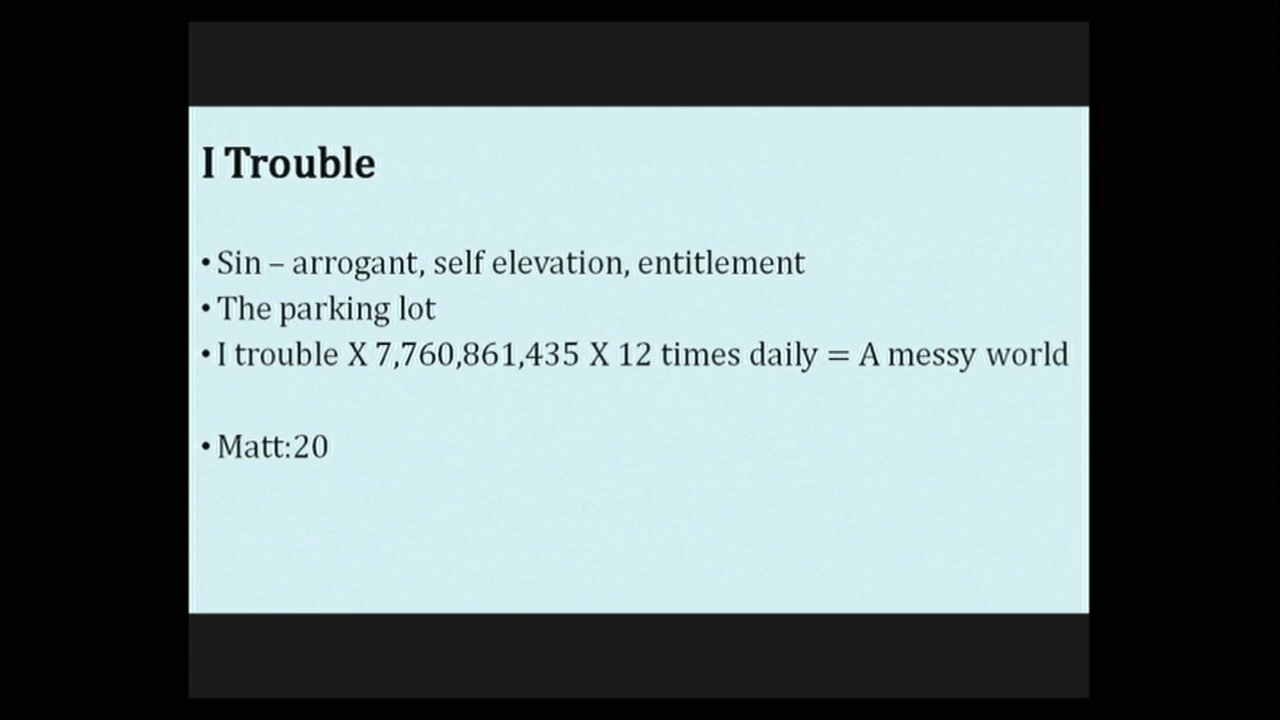 I Trouble
• Sin – arrogant, self elevation, entitlement
• The parking lot
• I trouble X 7,760,861,435 X 12 times daily = A messy world
• Matt:20